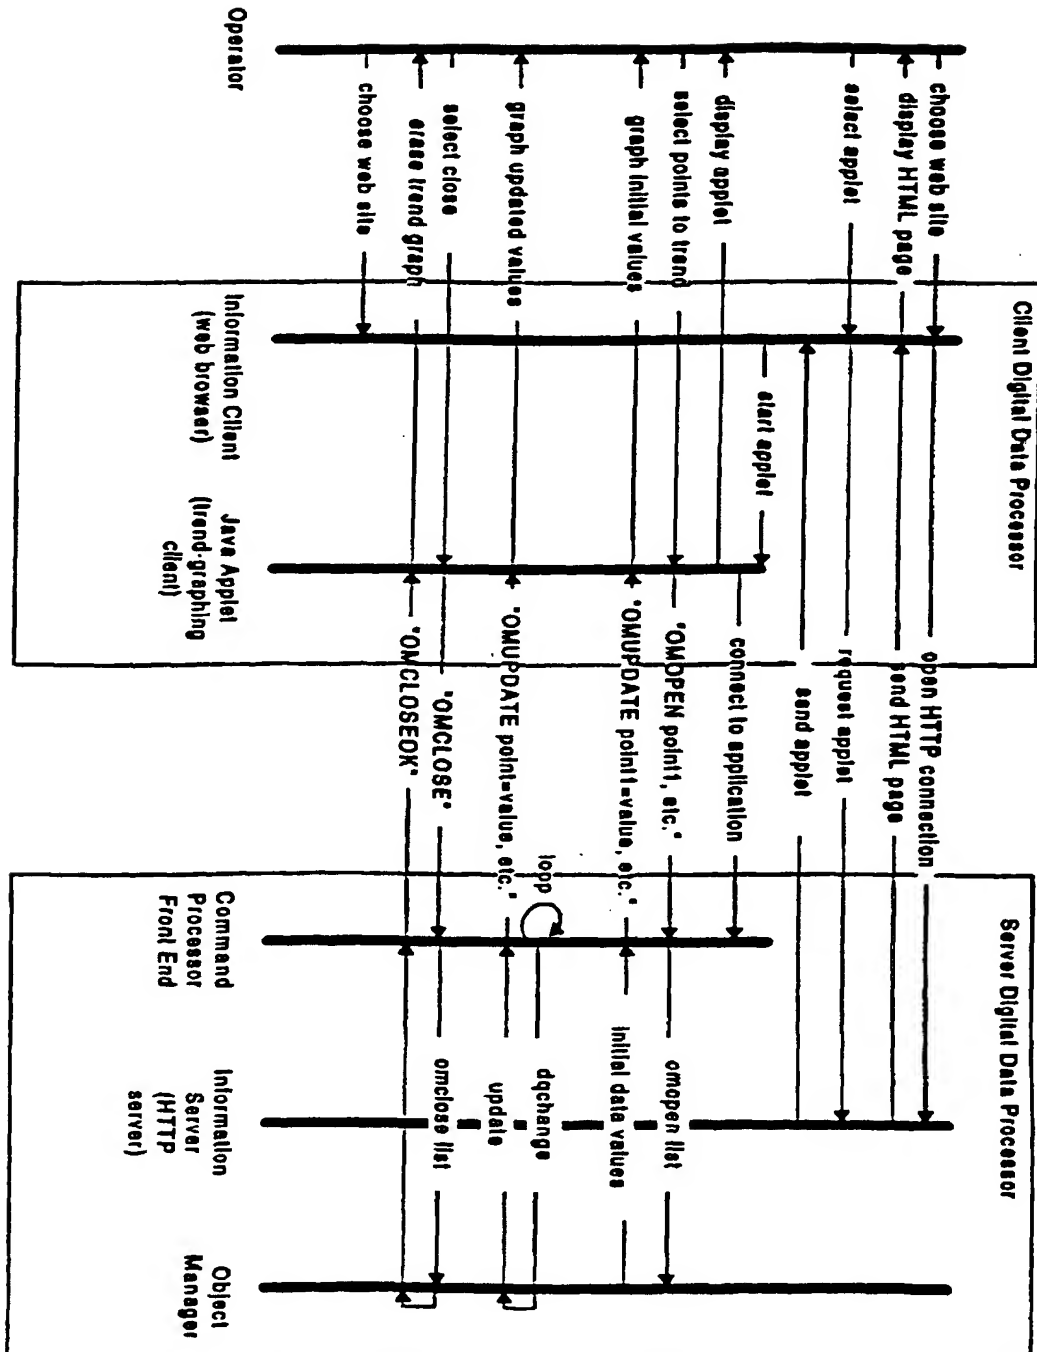 Client Digital Data Processor
Server Digital Data Processor
choose web site
open HTTP connection
display HTML page
send HTML page
select applet
request applet
send applet
start applet
connect to application
display applet
select points to trend
"OMOPEN point1, etc."
omopen list
graph initial values
"OMUPDATE point1=value, etc."
initial data values
loop
dqchange
graph updated values
"OMUPDATE point=value, etc."
update
select close
"OMCLOSE"
omclose list
erase trend graph
"OMCLOSEOK"
choose web site
Operator
Information Client
(web browser)
Java Applet
(trend-graphing
client)
Command
Processor
Front End
Information
Server
(HTTP
server)
Object
Manager